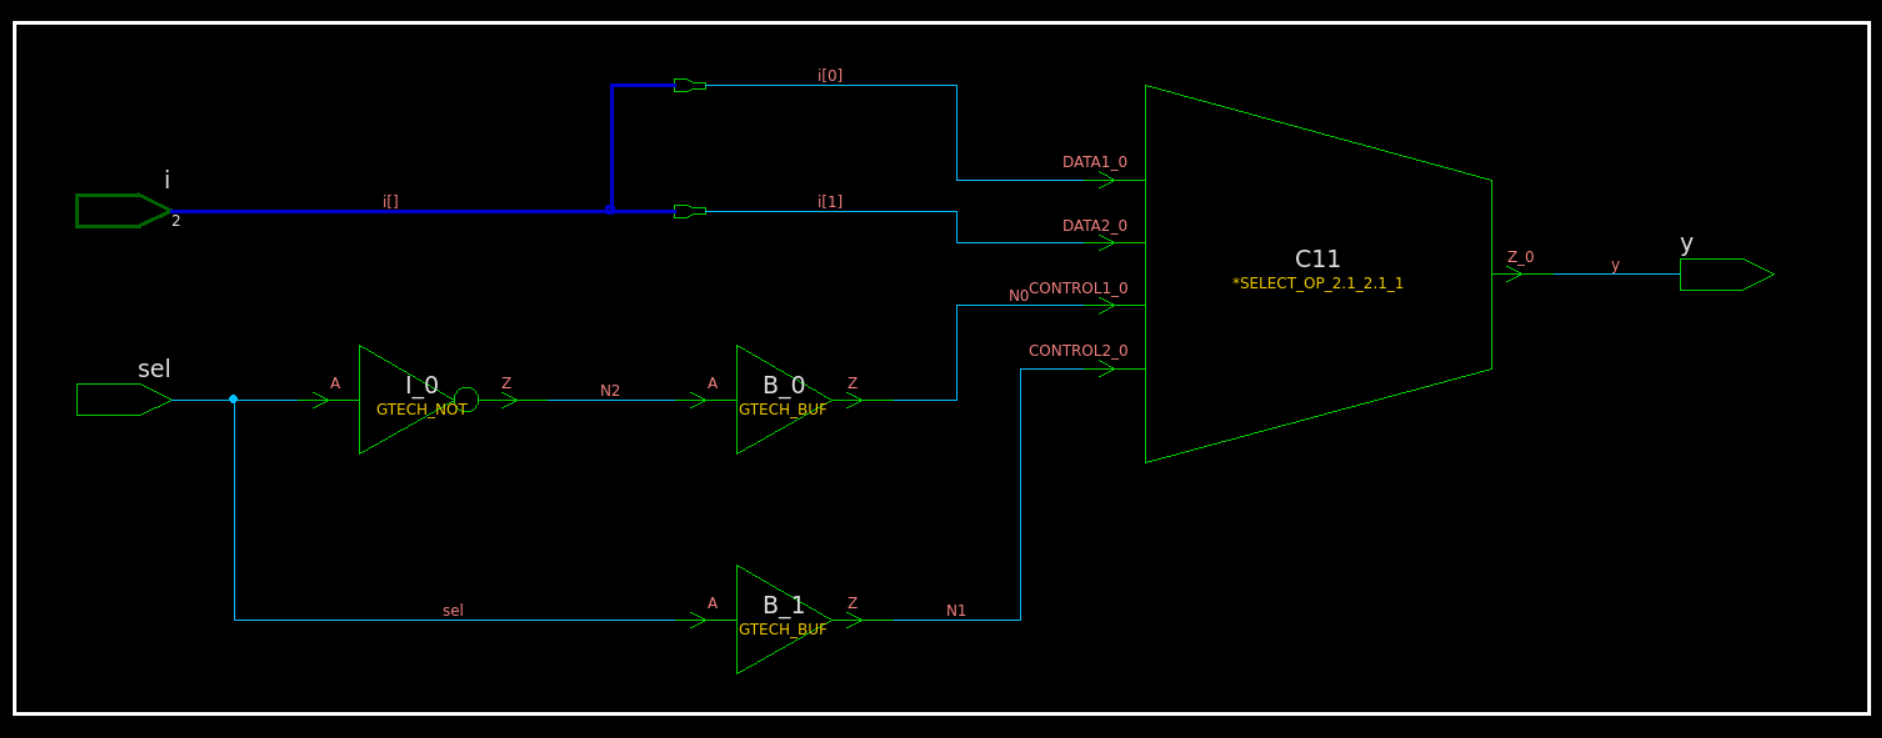 i[0]
DATA1_0
i
2
i[]
i[1]
DATA2_0
C11
*SELECT_OP_2.1_2.1_1
Z_0
y
y
N0
CONTROL1_0
CONTROL2_0
sel
A
I_0
GTECH_NOT
Z
N2
A
B_0
GTECH_BUF
Z
sel
A
B_1
GTECH_BUF
Z
N1